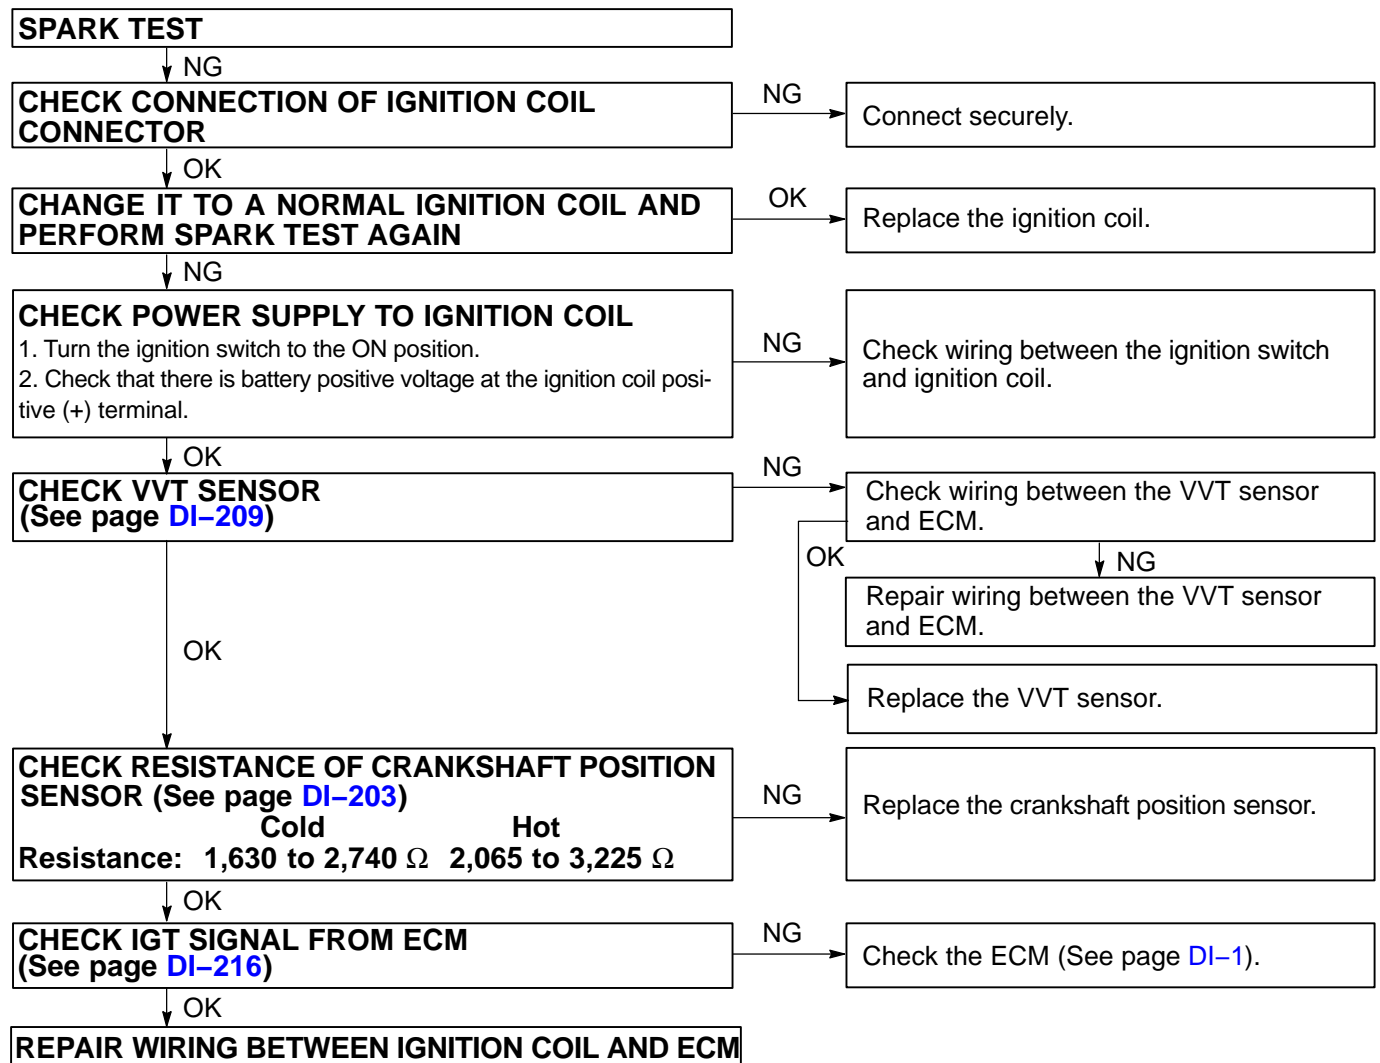 SPARK TEST
NG
CHECK CONNECTION OF IGNITION COIL
CONNECTOR
NG
Connect securely.
OK
CHANGE IT TO A NORMAL IGNITION COIL AND
PERFORM SPARK TEST AGAIN
OK
Replace the ignition coil.
NG
CHECK POWER SUPPLY TO IGNITION COIL
1. Turn the ignition switch to the ON position.
2. Check that there is battery positive voltage at the ignition coil posi-
tive (+) terminal.
NG
Check wiring between the ignition switch
and ignition coil.
OK
CHECK VVT SENSOR
(See page DI–209)
NG
Check wiring between the VVT sensor
and ECM.
OK
NG
Repair wiring between the VVT sensor
and ECM.
Replace the VVT sensor.
OK
CHECK RESISTANCE OF CRANKSHAFT POSITION
SENSOR (See page DI–203)
Cold Hot
Resistance: 1,630 to 2,740 Ω 2,065 to 3,225 Ω
NG
Replace the crankshaft position sensor.
OK
CHECK IGT SIGNAL FROM ECM
(See page DI–216)
NG
Check the ECM (See page DI–1).
OK
REPAIR WIRING BETWEEN IGNITION COIL AND ECM